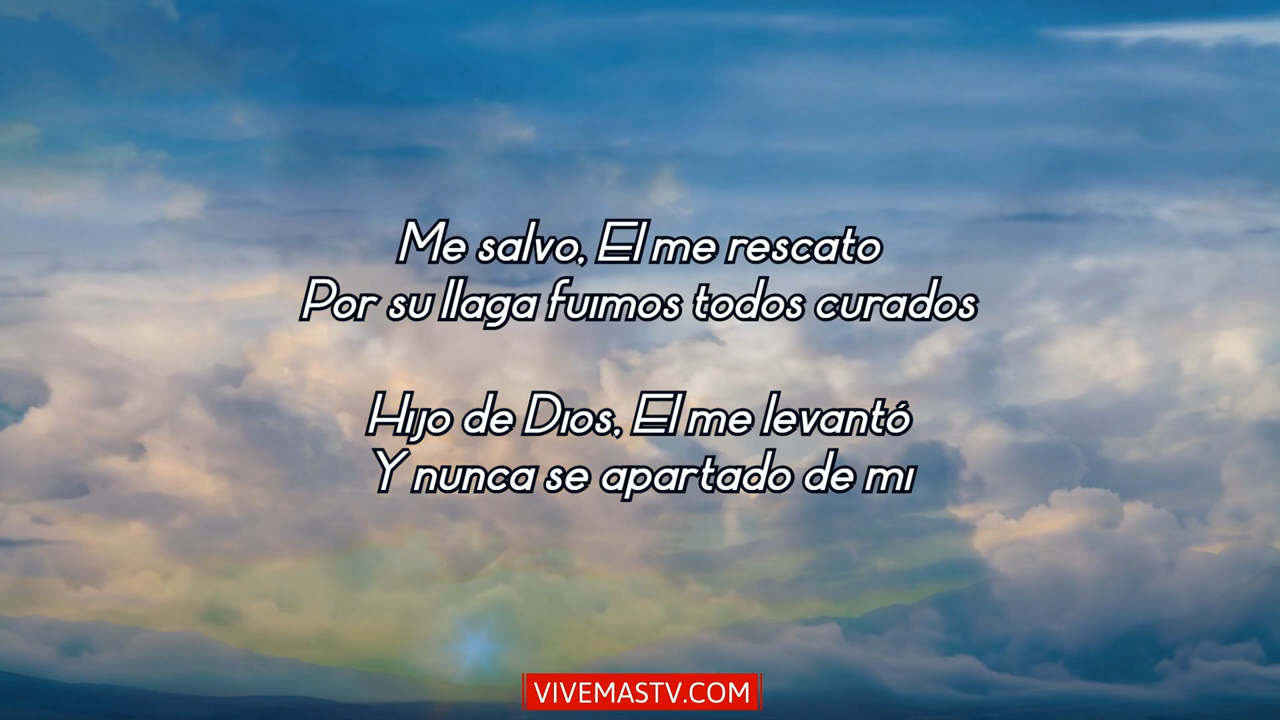 Me salvo, El me rescato
Por su llaga fuimos todos curados
Hijo de Dios, El me levantó
Y nunca se apartado de mi
VIVEMASTV.COM